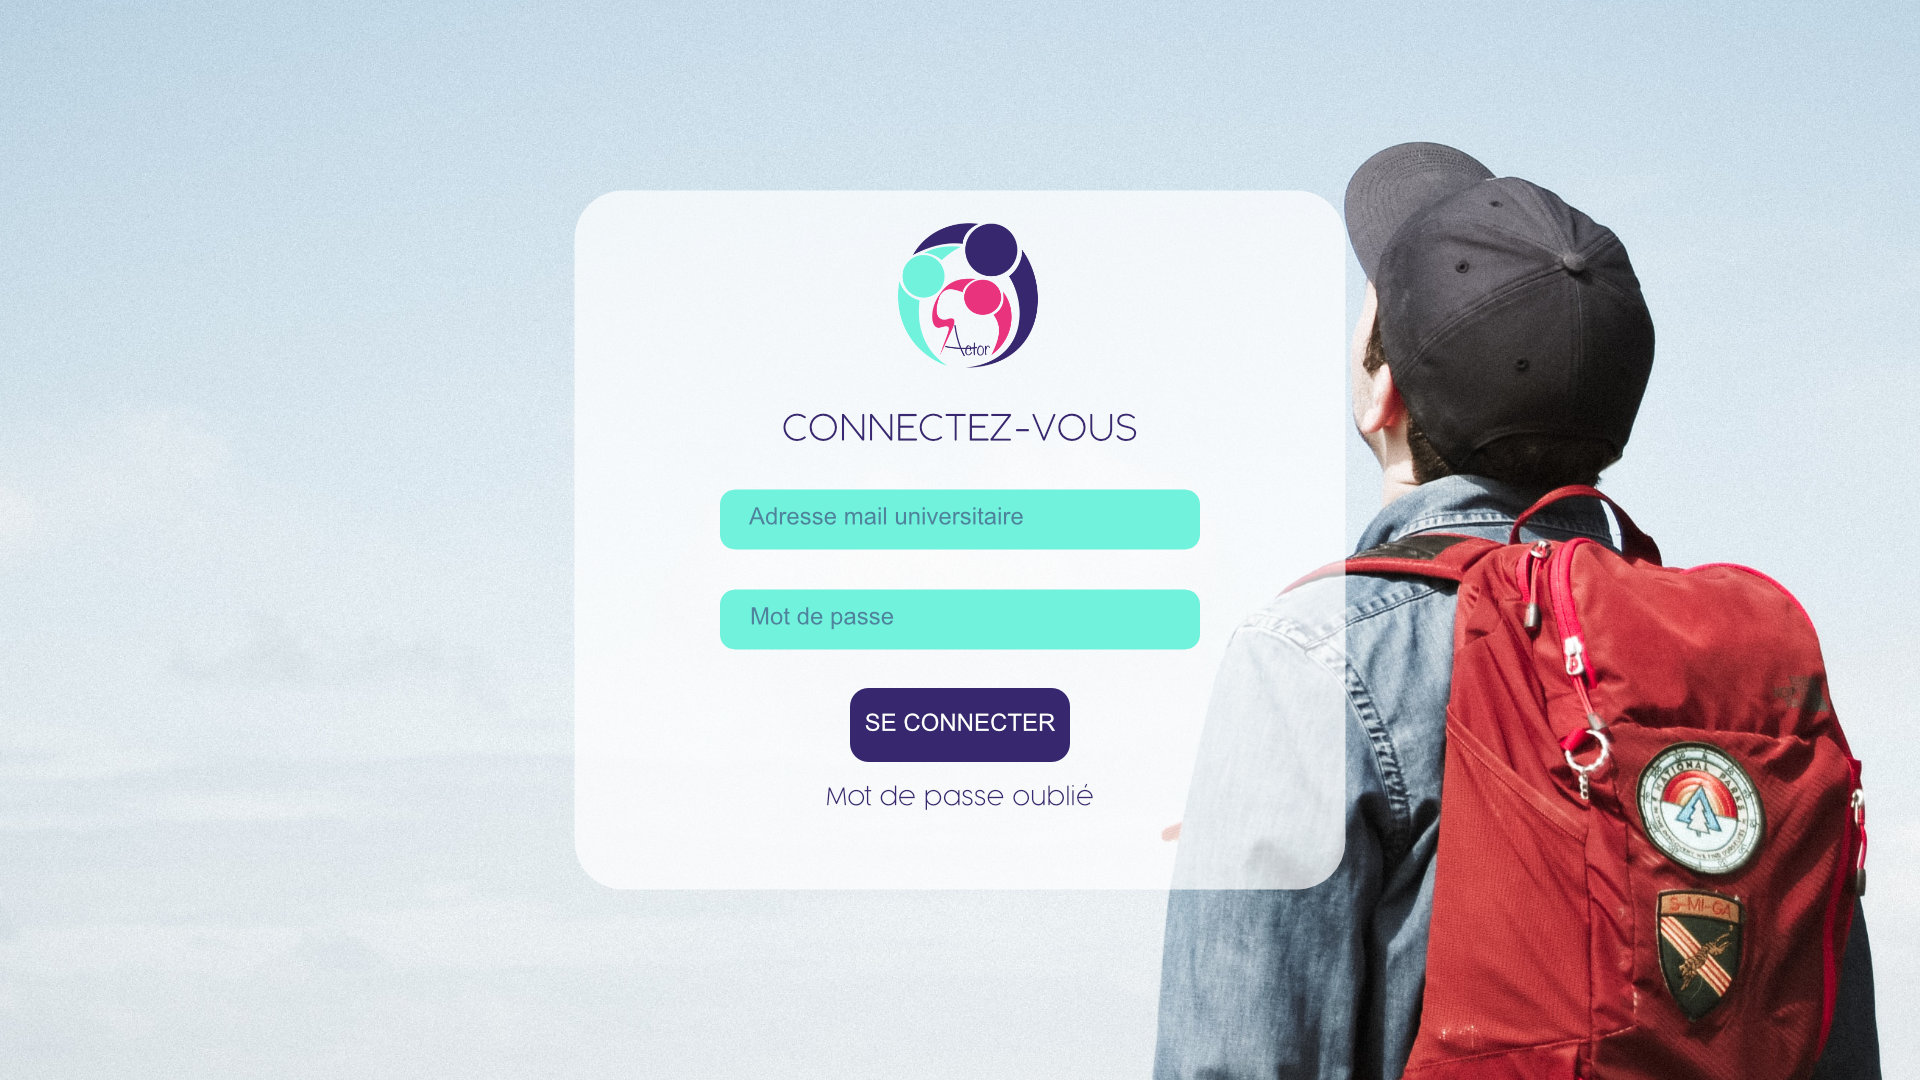 Actor
CONNECTEZ-VOUS
Adresse mail universitaire
Mot de passe
SE CONNECTER
Mot de passe oublié
NATIONAL PARKS
S-MI-GA